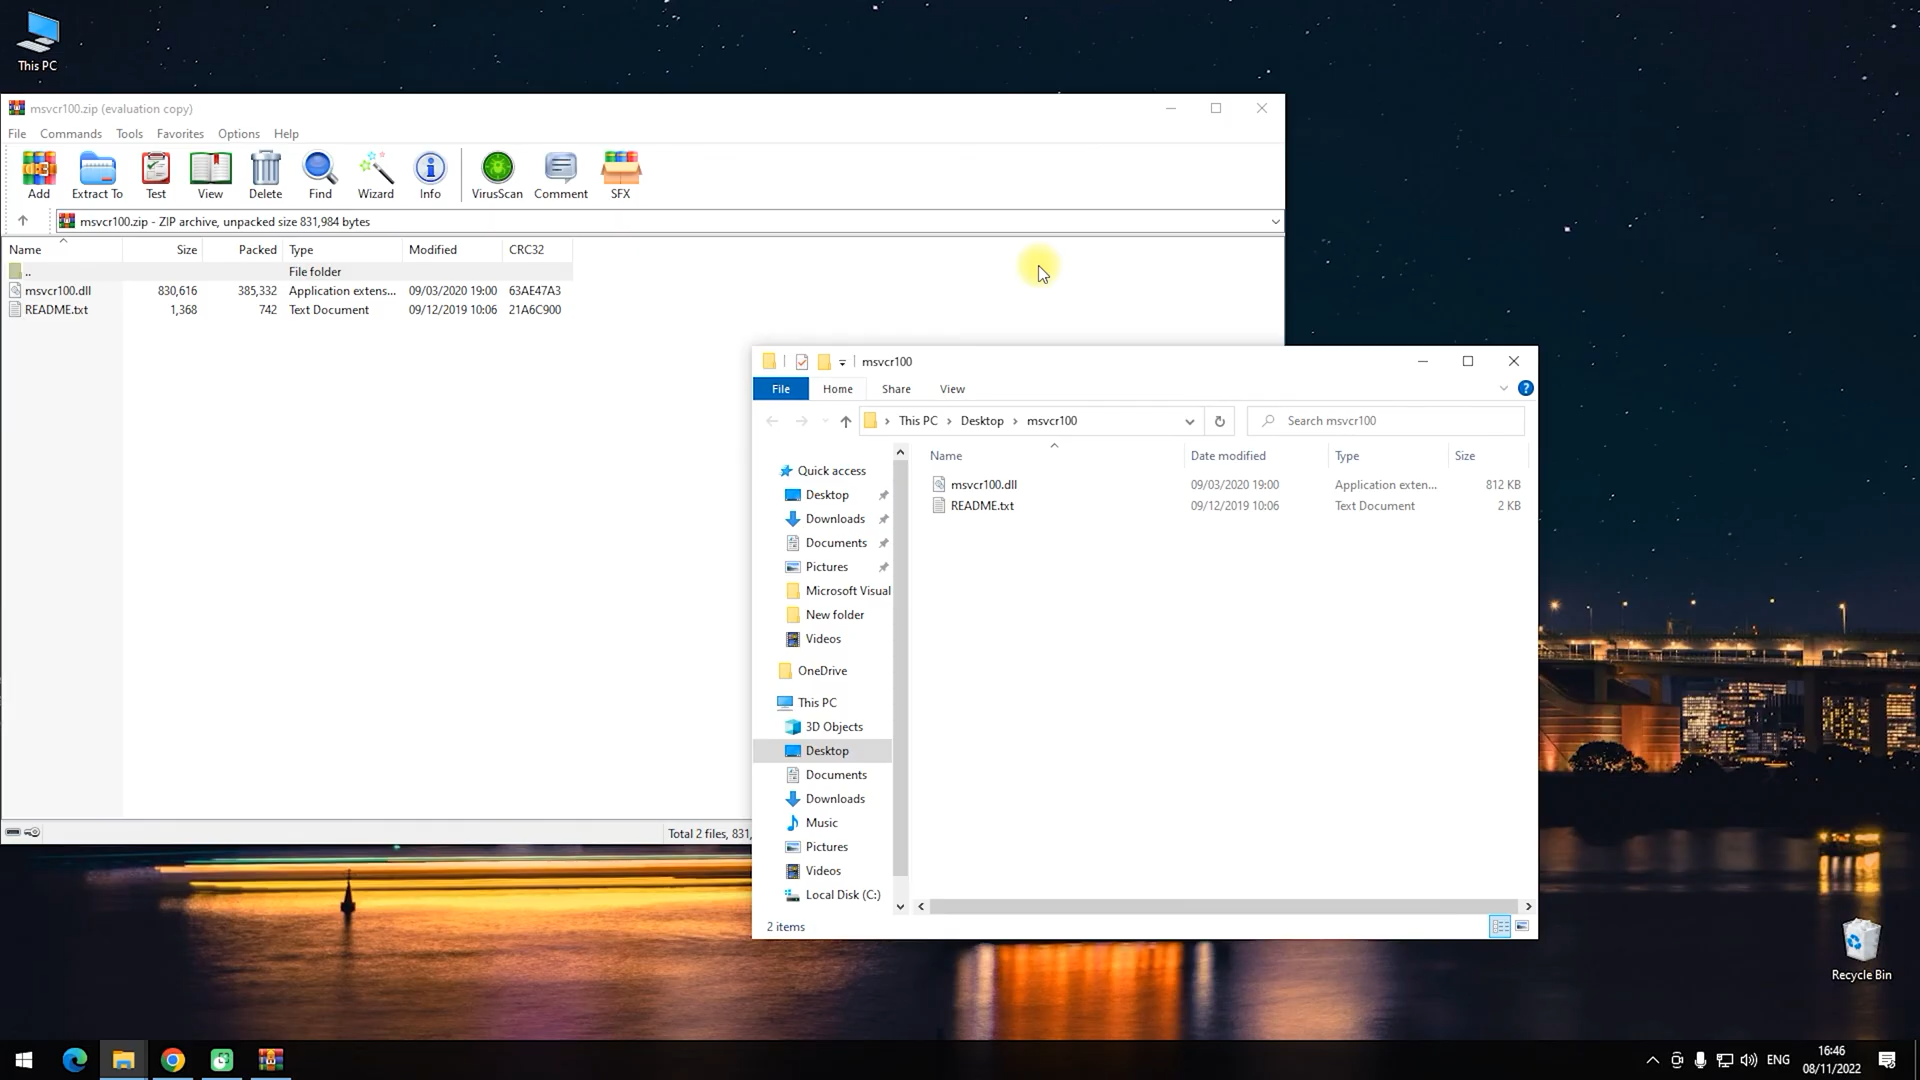 This PC
msvcr100.zip (evaluation copy)
File Commands Tools Favorites Options Help
Add Extract To Test View Delete Find Wizard Info VirusScan Comment SFX
msvcr100.zip - ZIP archive, unpacked size 831,984 bytes
Name Size Packed Type Modified CRC32
.. File folder
msvcr100.dll 830,616 385,332 Application extens... 09/03/2020 19:00 63AE47A3
README.txt 1,368 742 Text Document 09/12/2019 10:06 21A6C900
Total 2 files, 831,
msvcr100
File Home Share View
This PC Desktop msvcr100
Search msvcr100
Name Date modified Type Size
msvcr100.dll 09/03/2020 19:00 Application exten... 812 KB
README.txt 09/12/2019 10:06 Text Document 2 KB
Quick access
Desktop
Downloads
Documents
Pictures
Microsoft Visual
New folder
Videos
OneDrive
This PC
3D Objects
Desktop
Documents
Downloads
Music
Pictures
Videos
Local Disk (C:)
2 items
Recycle Bin
ENG
16:46
08/11/2022